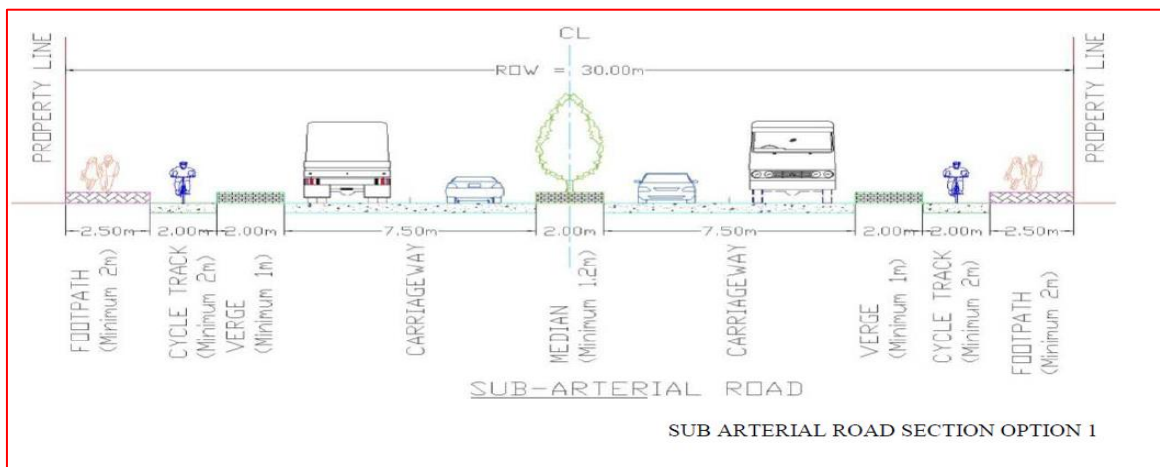 CL
ROW = 30.00m
PROPERTY LINE
PROPERTY LINE
2.50m
2.00m
2.00m
7.50m
2.00m
7.50m
2.00m
2.00m
2.50m
FOOTPATH
(Minimum 2m)
CYCLE TRACK
(Minimum 2m)
VERGE
(Minimum 1m)
CARRIAGEWAY
MEDIAN
(Minimum 1.2m)
CARRIAGEWAY
VERGE
(Minimum 1m)
CYCLE TRACK
(Minimum 2m)
FOOTPATH
(Minimum 2m)
SUB-ARTERIAL ROAD
SUB ARTERIAL ROAD SECTION OPTION 1